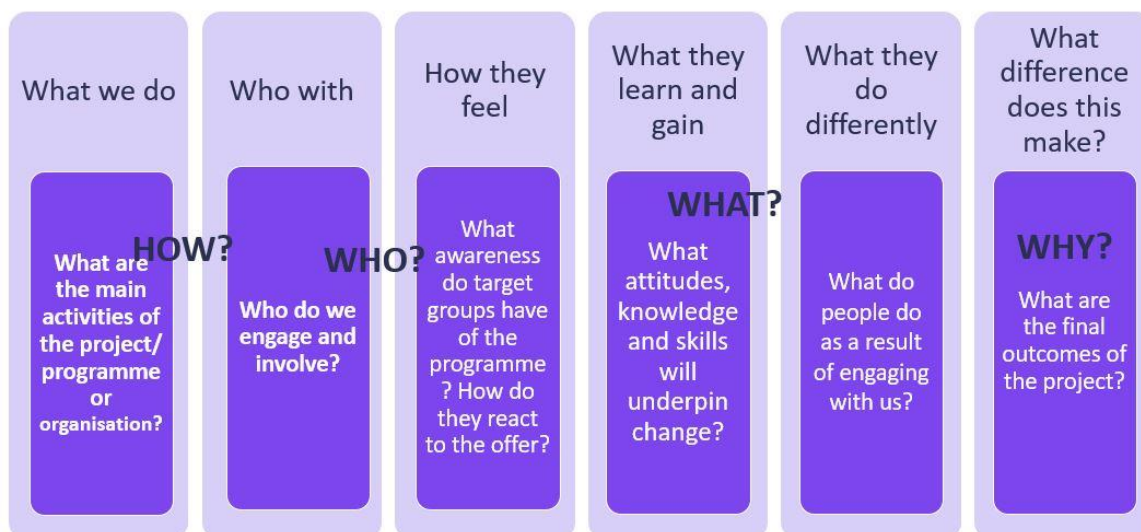 What we do
HOW?
What are
the main
activities of
the project/
programme
or
organisation?
Who with
WHO?
Who do we
engage and
involve?
How they
feel
What
awareness
do target
groups have
of the
programme
? How do
they react
to the offer?
What they
learn and
gain
WHAT?
What
attitudes,
knowledge
and skills
will
underpin
change?
What they
do
differently
What do
people do
as a result
of engaging
with us?
What
difference
does this
make?
WHY?
What are
the final
outcomes of
the project?